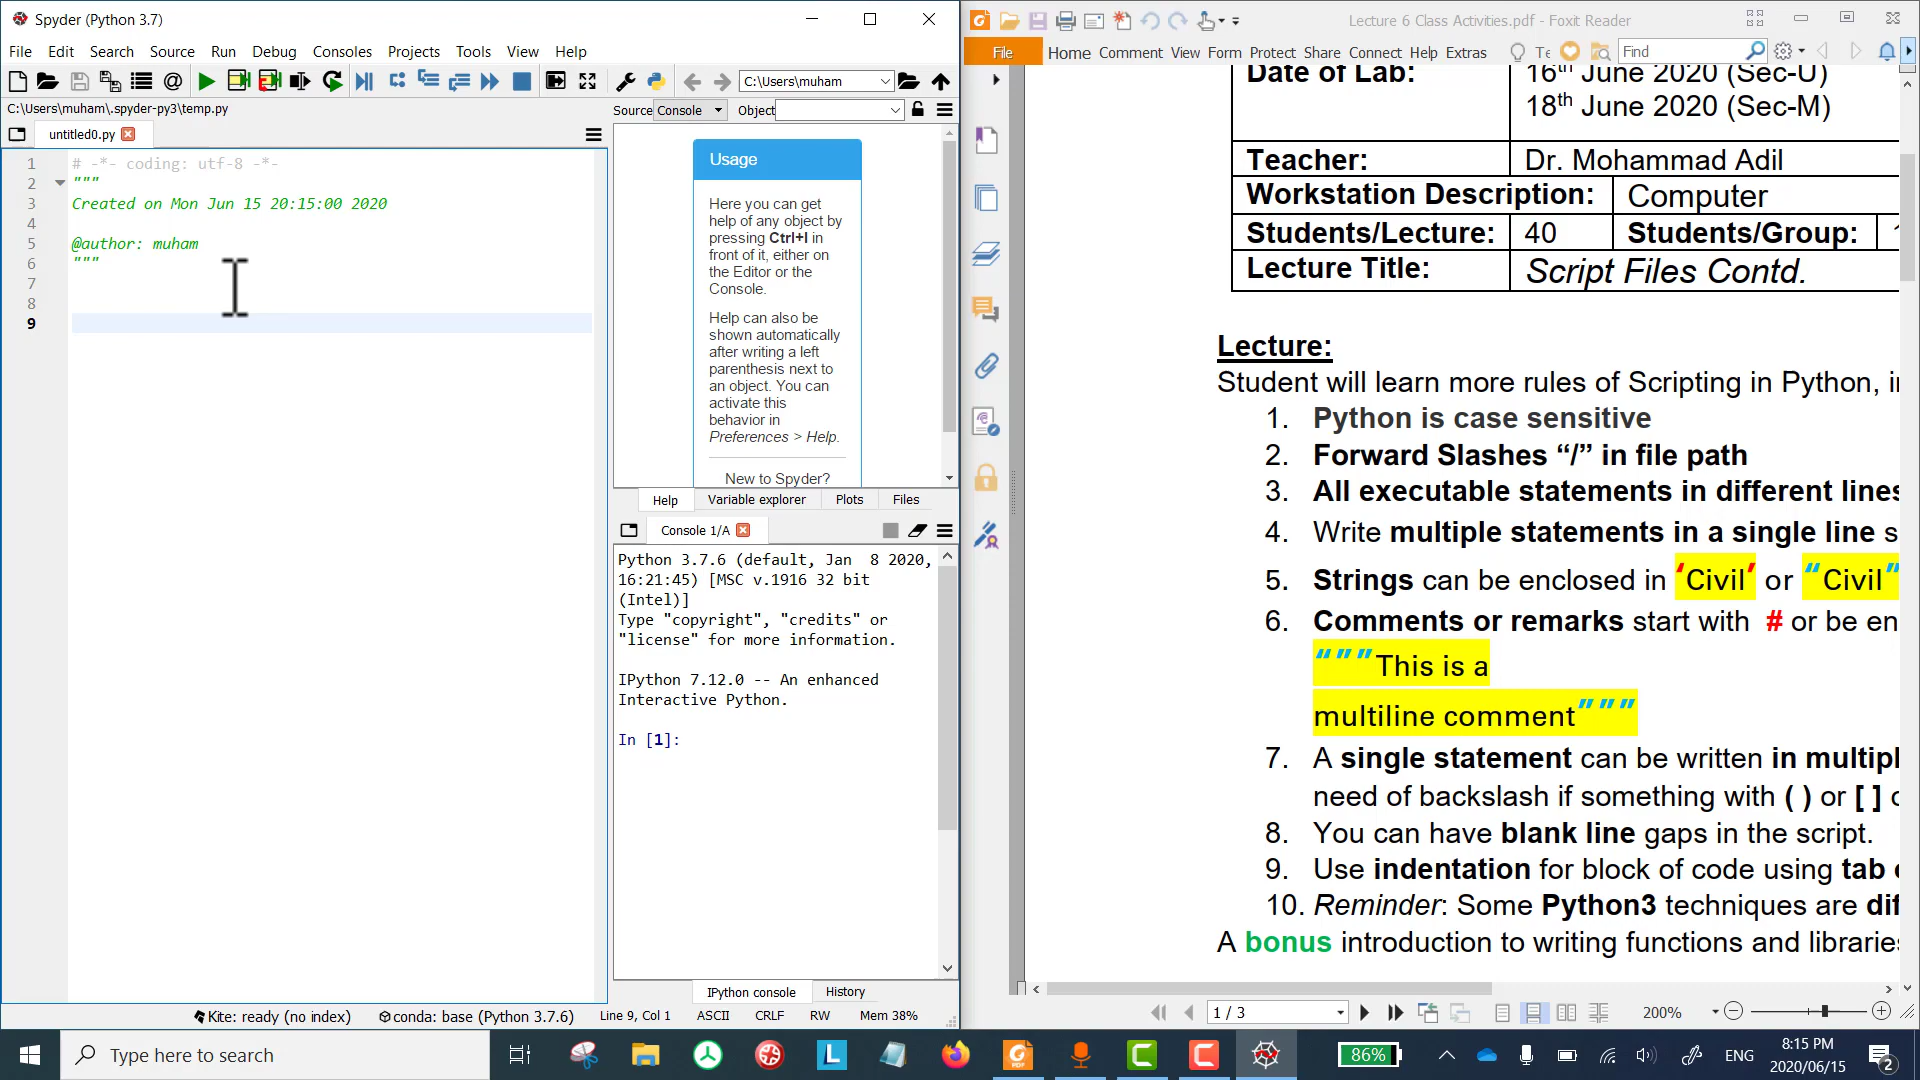 Spyder (Python 3.7)
File Edit Search Source Run Debug Consoles Projects Tools View Help
C:\Users\muham
C:\Users\muham\.spyder-py3\temp.py
untitled0.py
1 # -*- coding: utf-8 -*-
2 """
3 Created on Mon Jun 15 20:15:00 2020
4
5 @author: muham
6 """
7
8
9
Source Console Object
Usage
Here you can get
help of any object by
pressing Ctrl+I in
front of it, either on
the Editor or the
Console.
Help can also be
shown automatically
after writing a left
parenthesis next to
an object. You can
activate this
behavior in
Preferences > Help.
New to Spyder?
Help Variable explorer Plots Files
Console 1/A
Python 3.7.6 (default, Jan 8 2020,
16:21:45) [MSC v.1916 32 bit
(Intel)]
Type "copyright", "credits" or
"license" for more information.
IPython 7.12.0 -- An enhanced
Interactive Python.
In [1]:
IPython console History
Kite: ready (no index) conda: base (Python 3.7.6) Line 9, Col 1 ASCII CRLF RW Mem 38%
Lecture 6 Class Activities.pdf - Foxit Reader
File Home Comment View Form Protect Share Connect Help Extras Te Find
Date of Lab: 16th June 2020 (Sec-U)
18th June 2020 (Sec-M)
Teacher: Dr. Mohammad Adil
Workstation Description: Computer
Students/Lecture: 40 Students/Group:
Lecture Title: Script Files Contd.
Lecture:
Student will learn more rules of Scripting in Python,
1. Python is case sensitive
2. Forward Slashes “/” in file path
3. All executable statements in different lines
4. Write multiple statements in a single line s
5. Strings can be enclosed in ‘Civil’ or “Civil”
6. Comments or remarks start with # or be en
"""This is a
multiline comment"""
7. A single statement can be written in multipl
need of backslash if something with ( ) or [ ]
8. You can have blank line gaps in the script.
9. Use indentation for block of code using tab
10. Reminder: Some Python3 techniques are dif
A bonus introduction to writing functions and libraries
1 / 3 200%
Type here to search
86% ENG 8:15 PM
2020/06/15 2